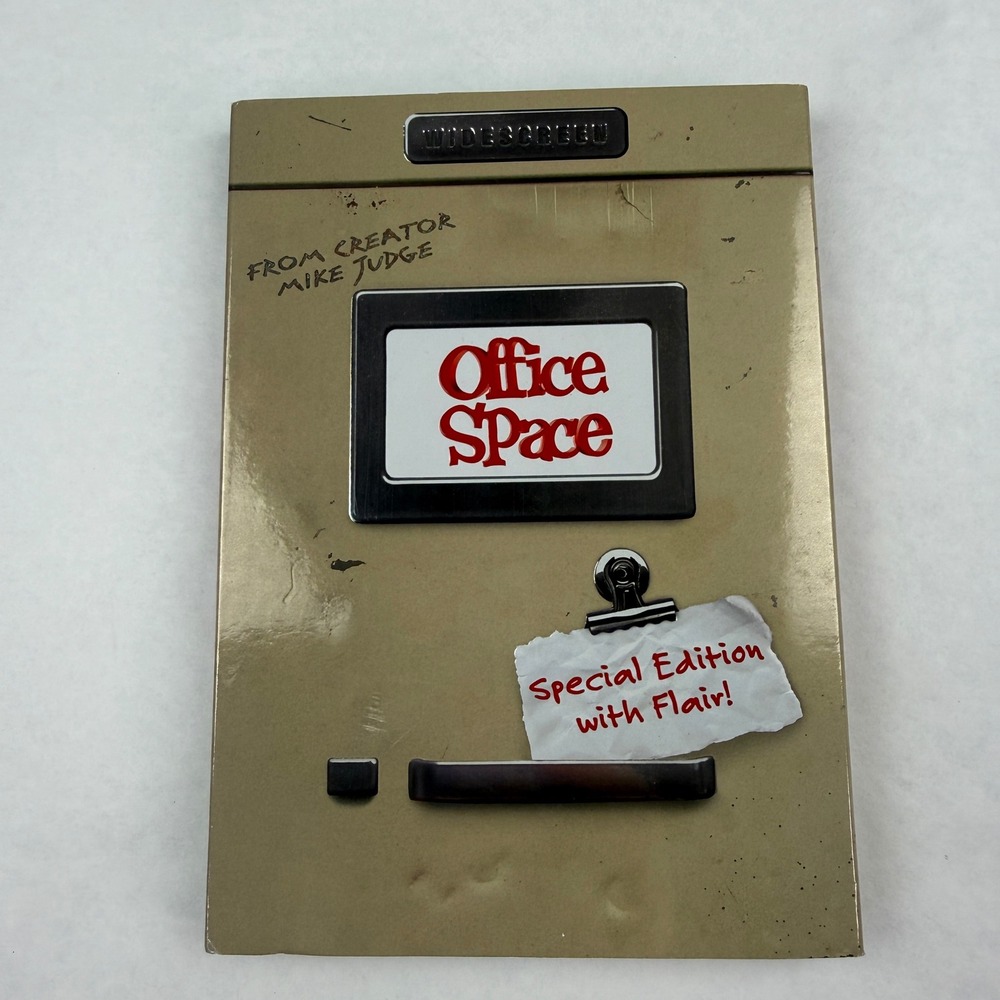 WIDESCREEN
FROM CREATOR
MIKE JUDGE
Office
Space
Special Edition
with Flair!